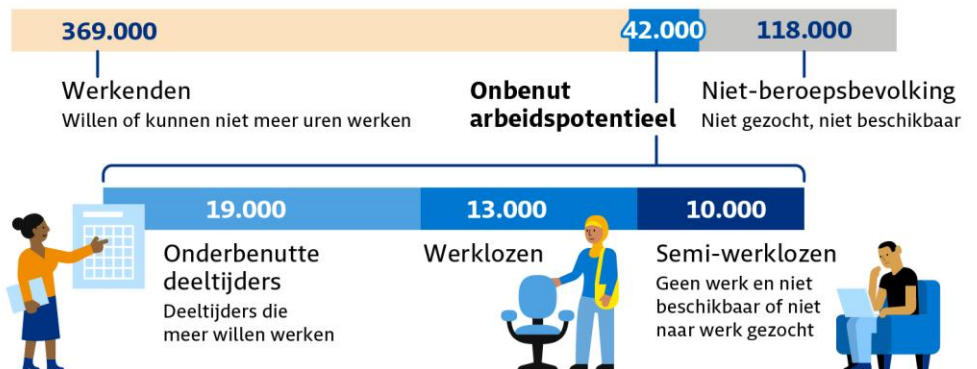 369.000
42.000
118.000
Werkenden
Willen of kunnen niet meer uren werken
Onbenut
arbeidspotentieel
Niet-beroepsbevolking
Niet gezocht, niet beschikbaar
19.000
13.000
10.000
Onderbenutte
deeltijders
Deeltijders die
meer willen werken
Werklozen
Semi-werklozen
Geen werk en niet
beschikbaar of niet
naar werk gezocht